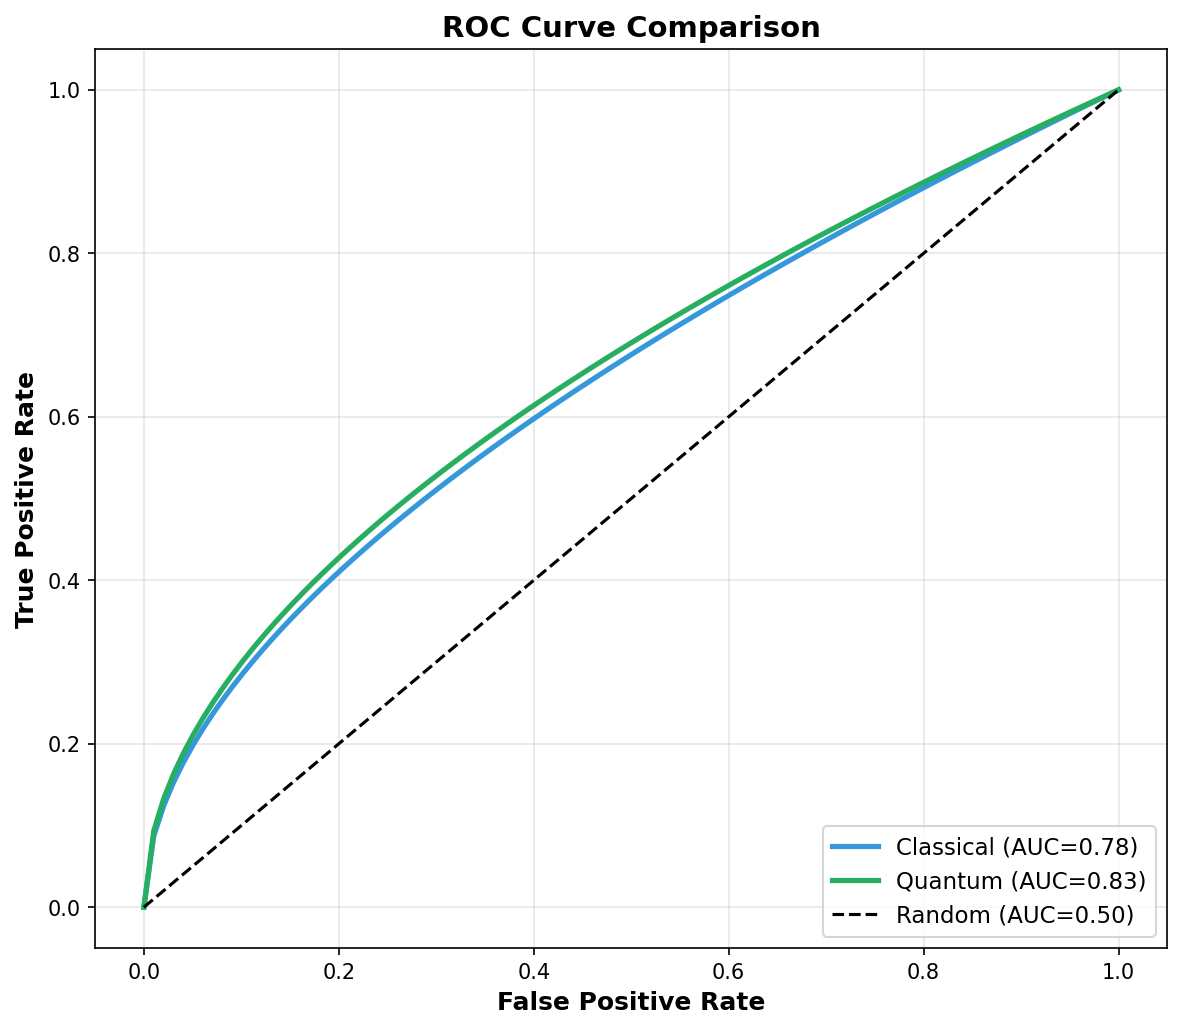 ROC Curve Comparison
True Positive Rate
1.0
0.8
0.6
0.4
0.2
0.0
Classical (AUC=0.78)
Quantum (AUC=0.83)
Random (AUC=0.50)
0.0 0.2 0.4 0.6 0.8 1.0
False Positive Rate